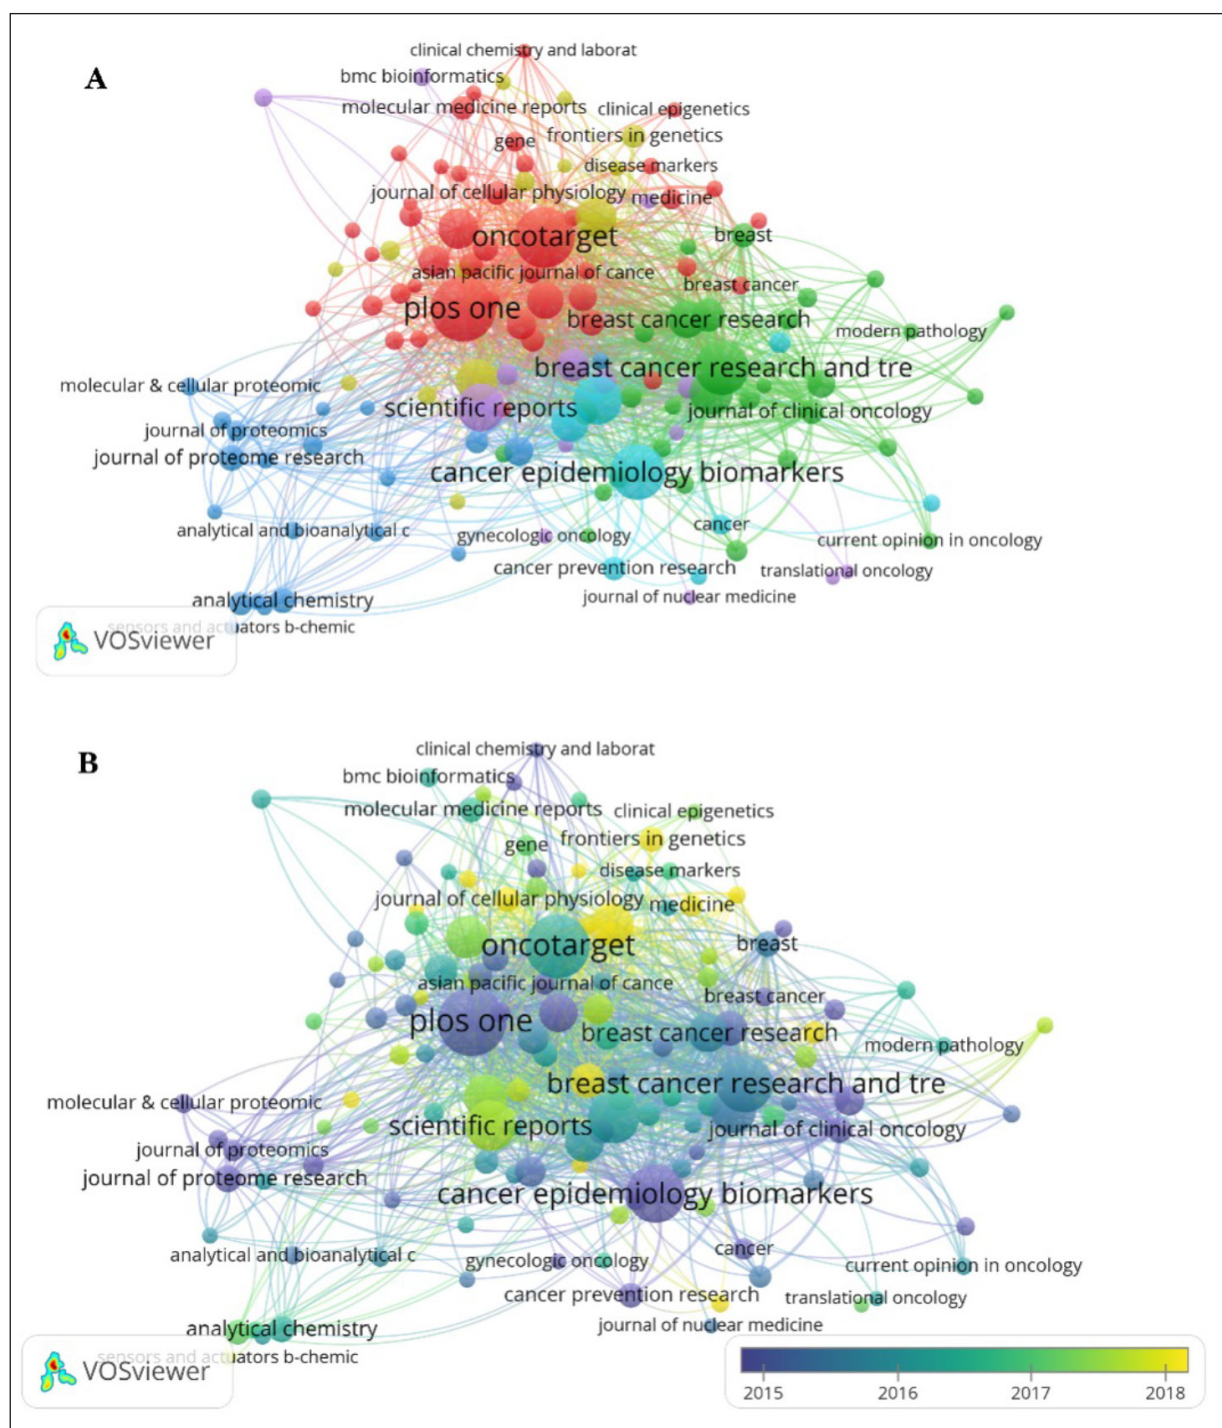 A
clinical chemistry and laborat
bmc bioinformatics
molecular medicine reports
clinical epigenetics
gene
frontiers in genetics
disease markers
journal of cellular physiology
medicine
oncotarget
breast
asian pacific journal of cance
breast cancer
plos one
breast cancer research
modern pathology
breast cancer research and tre
molecular & cellular proteomic
scientific reports
journal of clinical oncology
journal of proteomics
journal of proteome research
cancer epidemiology biomarkers
analytical and bioanalytical c
gynecologic oncology
cancer
current opinion in oncology
cancer prevention research
translational oncology
journal of nuclear medicine
analytical chemistry
sensors and actuators b-chemic
VOSviewer
B
clinical chemistry and laborat
bmc bioinformatics
molecular medicine reports
clinical epigenetics
gene
frontiers in genetics
disease markers
journal of cellular physiology
medicine
oncotarget
breast
asian pacific journal of cance
breast cancer
plos one
breast cancer research
modern pathology
breast cancer research and tre
molecular & cellular proteomic
scientific reports
journal of clinical oncology
journal of proteomics
journal of proteome research
cancer epidemiology biomarkers
analytical and bioanalytical c
gynecologic oncology
cancer
current opinion in oncology
cancer prevention research
translational oncology
journal of nuclear medicine
analytical chemistry
sensors and actuators b-chemic
VOSviewer
2015 2016 2017 2018